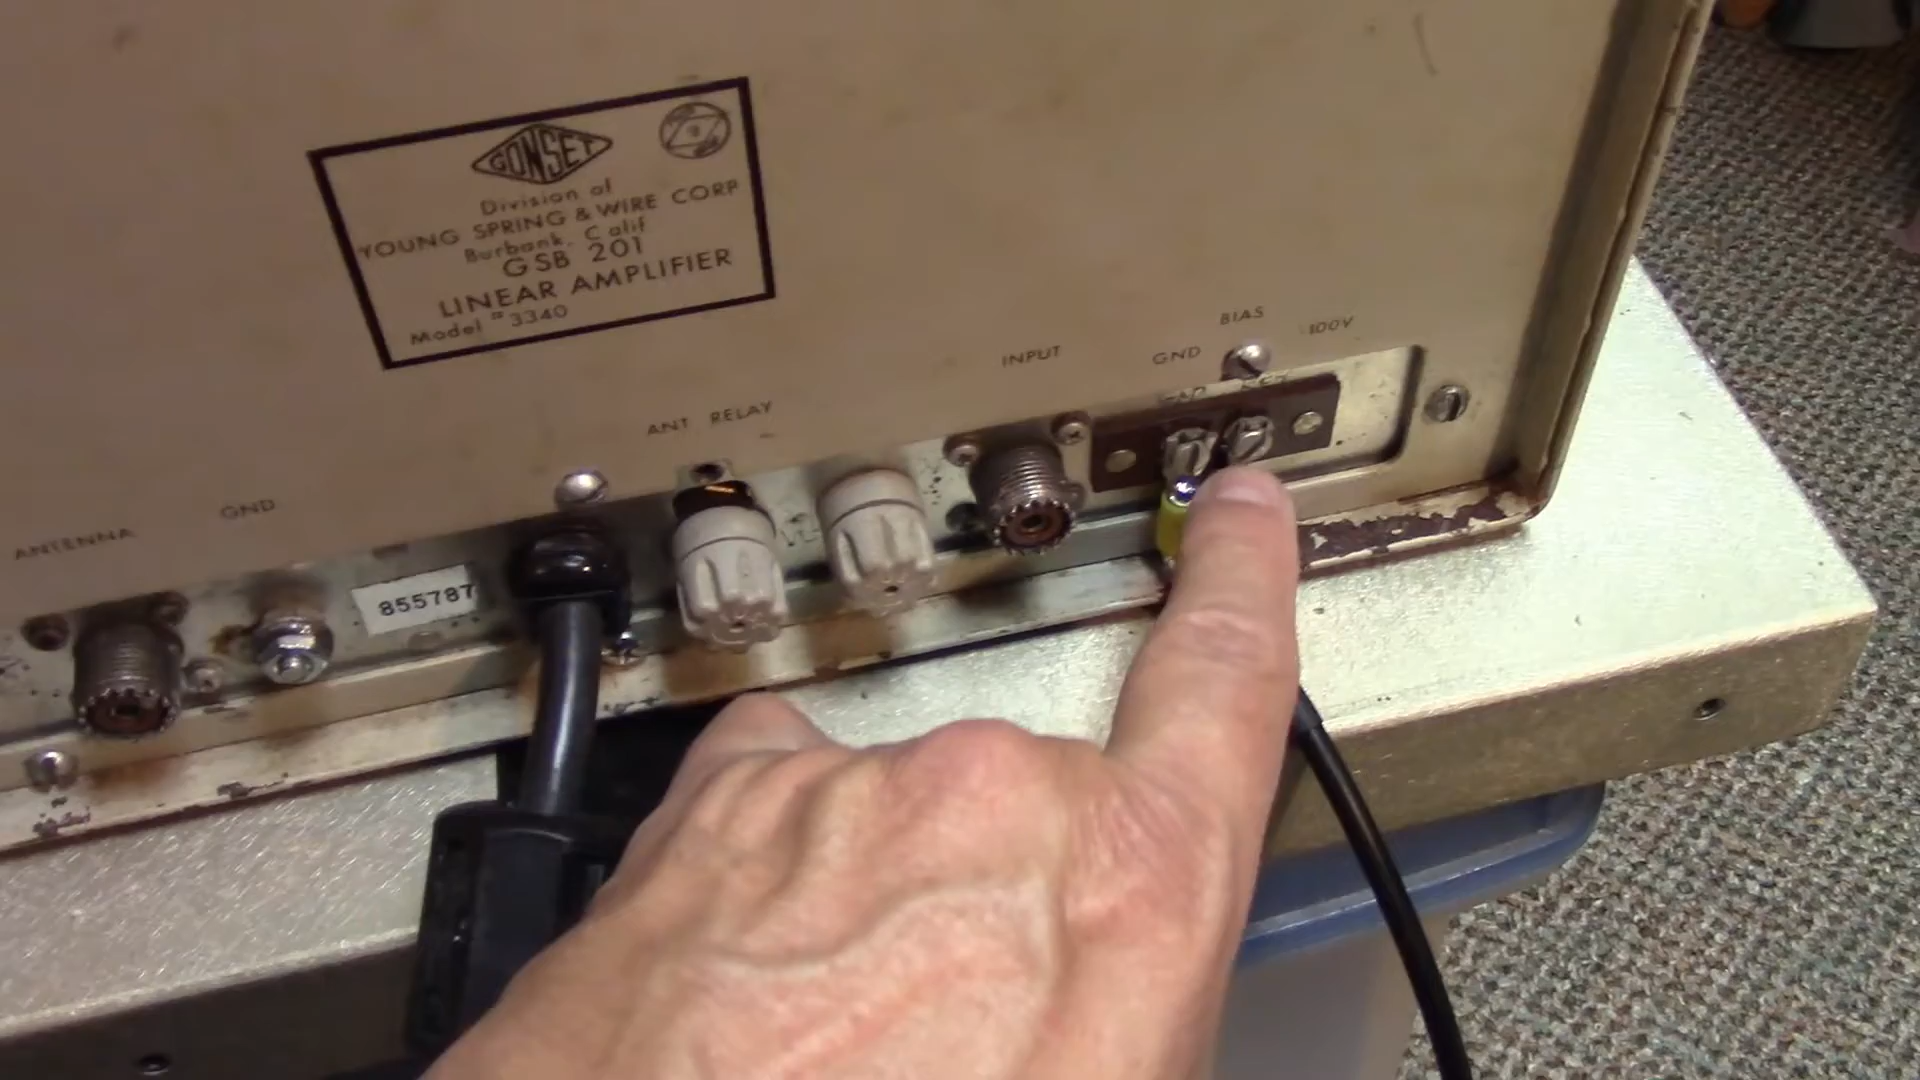 GONSET
Division of
YOUNG SPRING & WIRE CORP
Burbank, Calif
GSB 201
LINEAR AMPLIFIER
Model #3340
BIAS
100V
GND
INPUT
ANT RELAY
GND
ANTENNA
855787